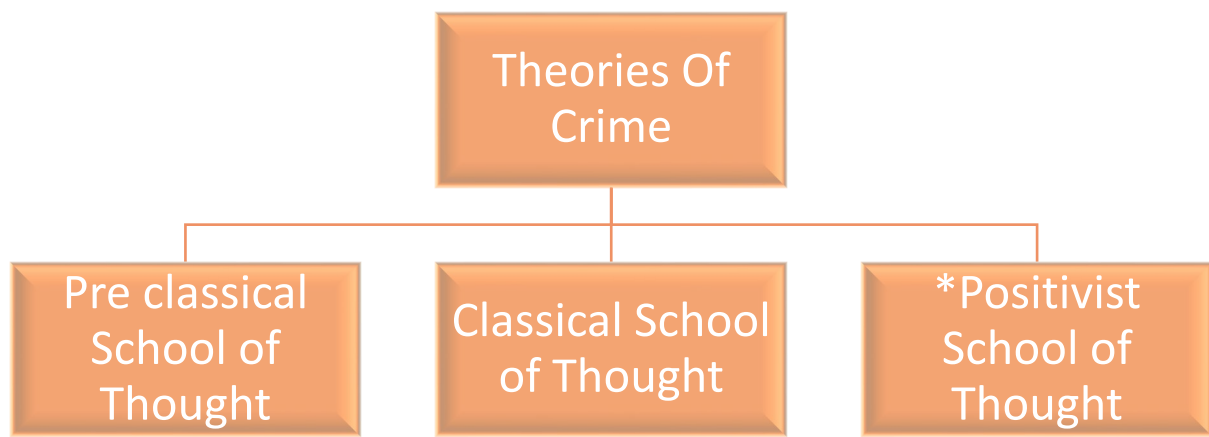 Theories Of
Crime
Pre classical
School of
Thought
Classical School
of Thought
*Positivist
School of
Thought